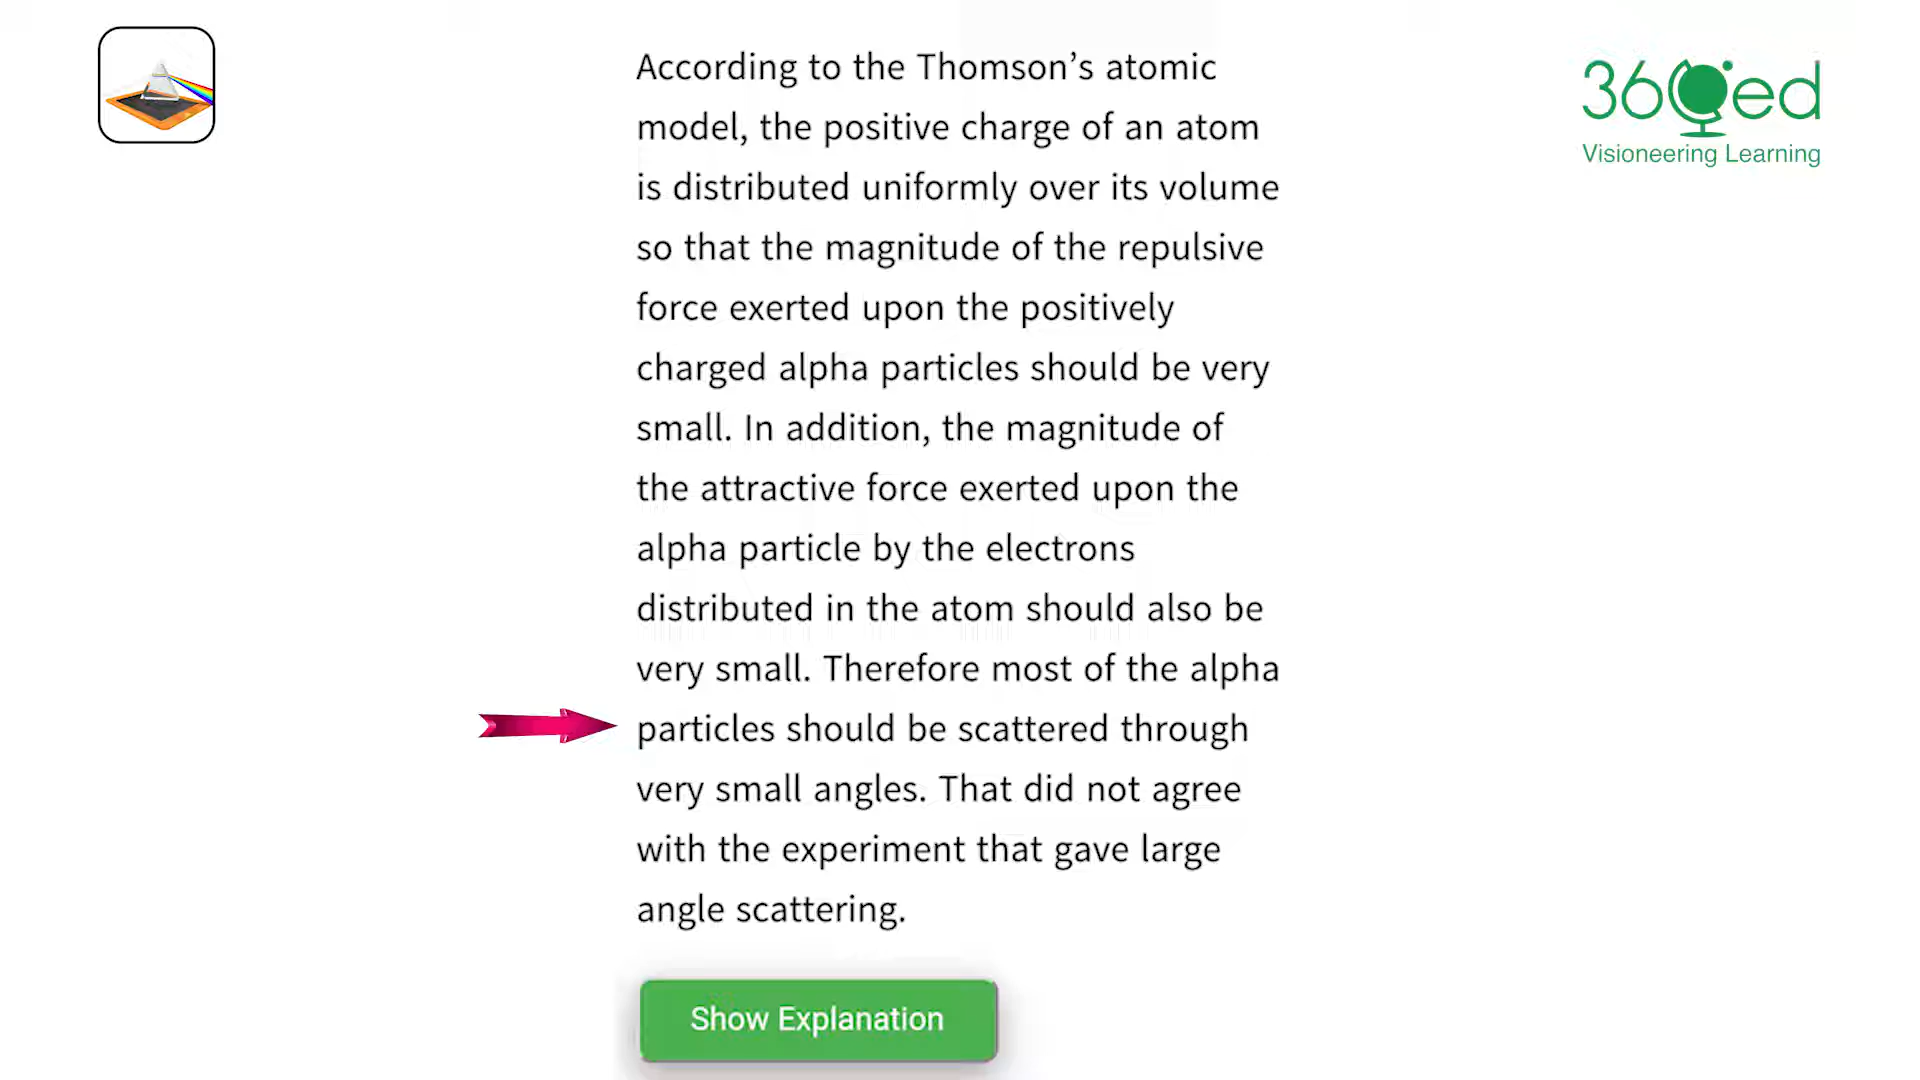 According to the Thomson’s atomic
model, the positive charge of an atom
is distributed uniformly over its volume
so that the magnitude of the repulsive
force exerted upon the positively
charged alpha particles should be very
small. In addition, the magnitude of
the attractive force exerted upon the
alpha particle by the electrons
distributed in the atom should also be
very small. Therefore most of the alpha
particles should be scattered through
very small angles. That did not agree
with the experiment that gave large
angle scattering.
Show Explanation
360ed
Visioneering Learning